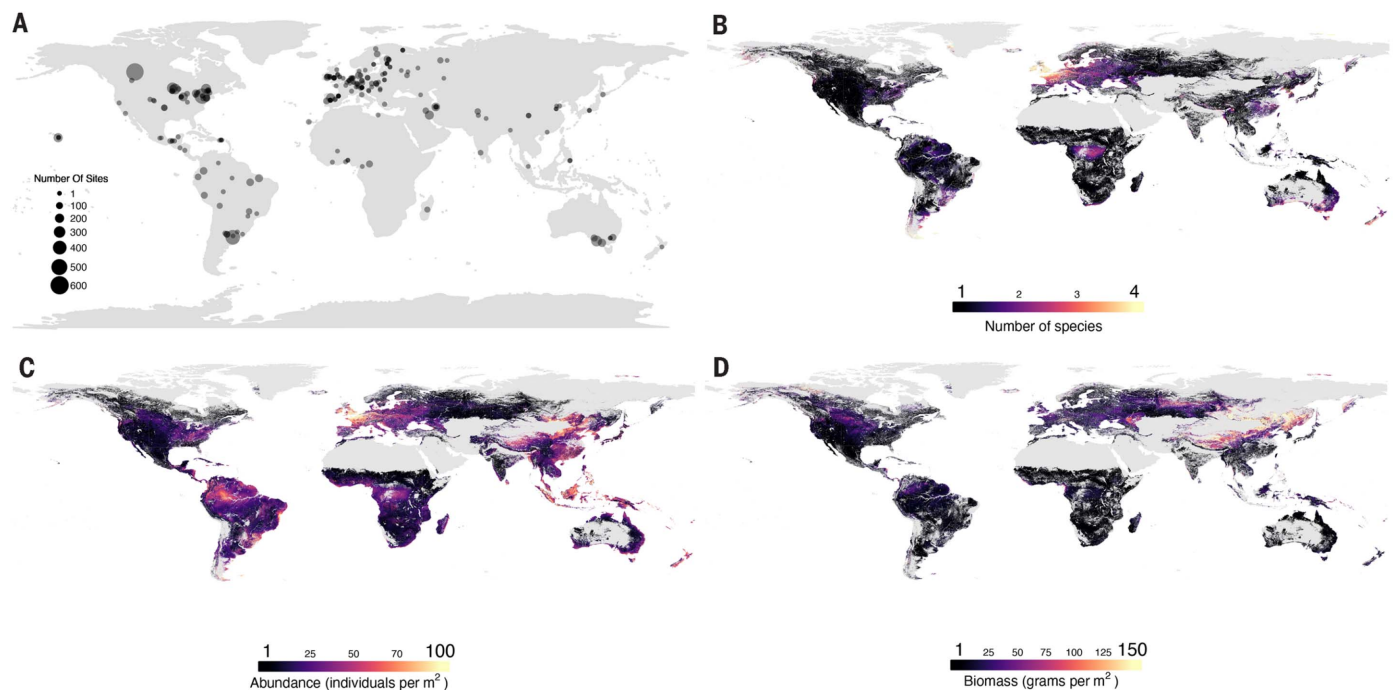 A
Number Of Sites
1
100
200
300
400
500
600
B
1 2 3 4
Number of species
C
1 25 50 70 100
Abundance (individuals per m2)
D
1 25 50 75 100 125 150
Biomass (grams per m2)